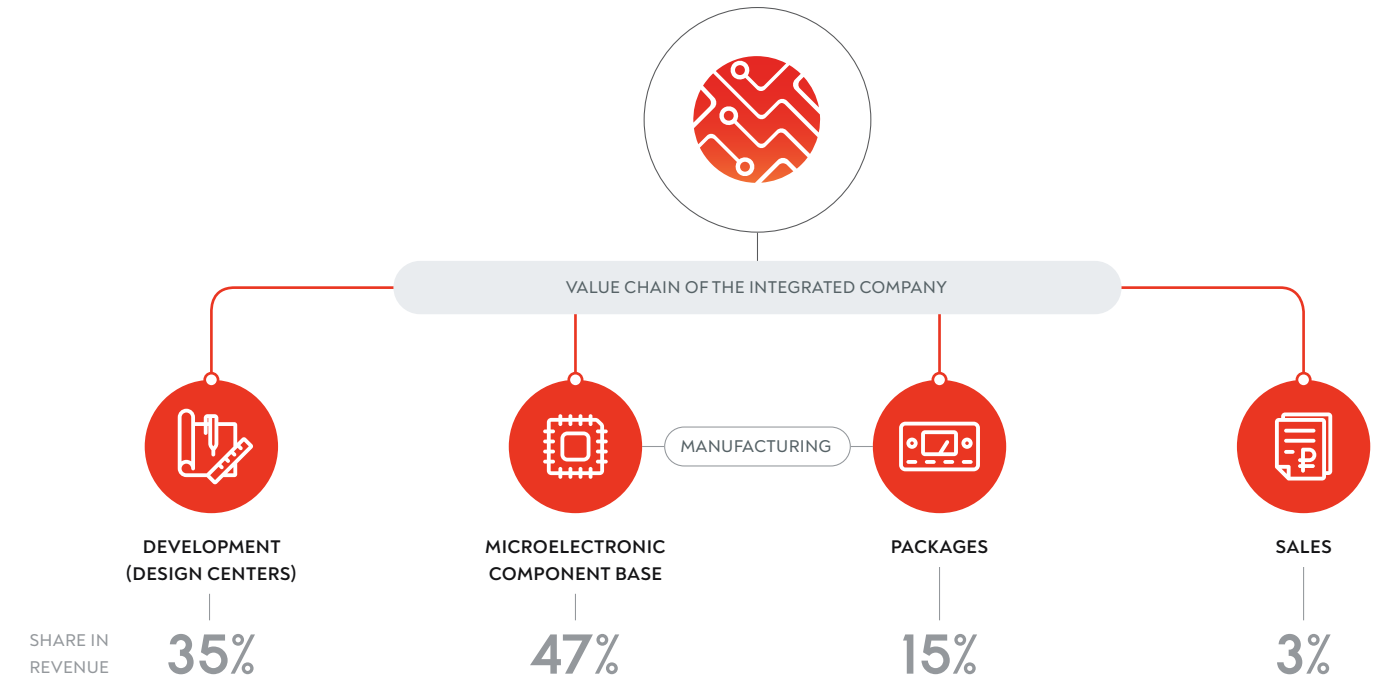 VALUE CHAIN OF THE INTEGRATED COMPANY
MANUFACTURING
DEVELOPMENT
(DESIGN CENTERS)
MICROELECTRONIC
COMPONENT BASE
PACKAGES
SALES
SHARE IN
REVENUE
35%
47%
15%
3%